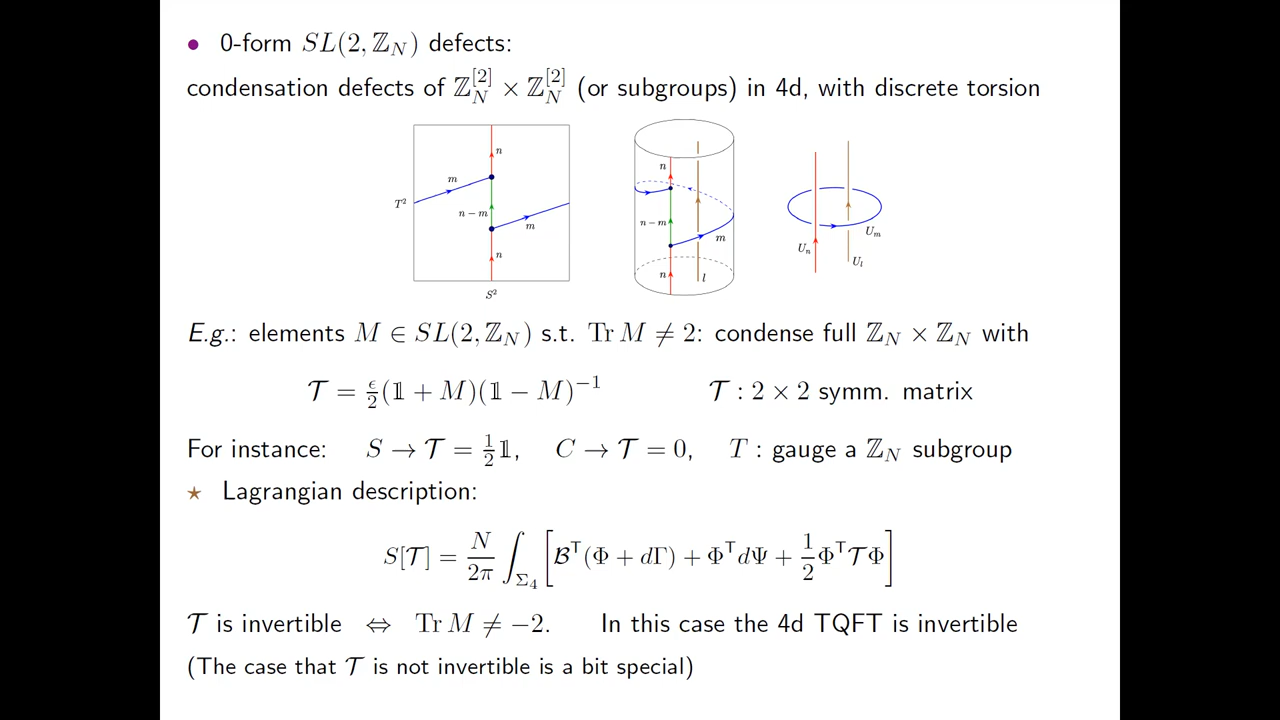 • 0-form SL(2, ℤ_N) defects:
condensation defects of ℤ_N^{[2]} × ℤ_N^{[2]} (or subgroups) in 4d, with discrete torsion
n
m
T²
n − m
m
n
S²
n
n − m
m
n
l
U_n
U_m
U_l
E.g.: elements M ∈ SL(2, ℤ_N) s.t. Tr M ≠ 2: condense full ℤ_N × ℤ_N with
𝒯 = ϵ/2 (𝟙 + M)(𝟙 − M)^{−1} 𝒯 : 2 × 2 symm. matrix
For instance: S → 𝒯 = ½𝟙, C → 𝒯 = 0, T : gauge a ℤ_N subgroup
★ Lagrangian description:
S[𝒯] = N/2π ∫_{Σ_4} [ℬ^T(Φ + dΓ) + Φ^T dΨ + 1/2 Φ^T 𝒯Φ]
𝒯 is invertible ⇔ Tr M ≠ −2. In this case the 4d TQFT is invertible
(The case that 𝒯 is not invertible is a bit special)